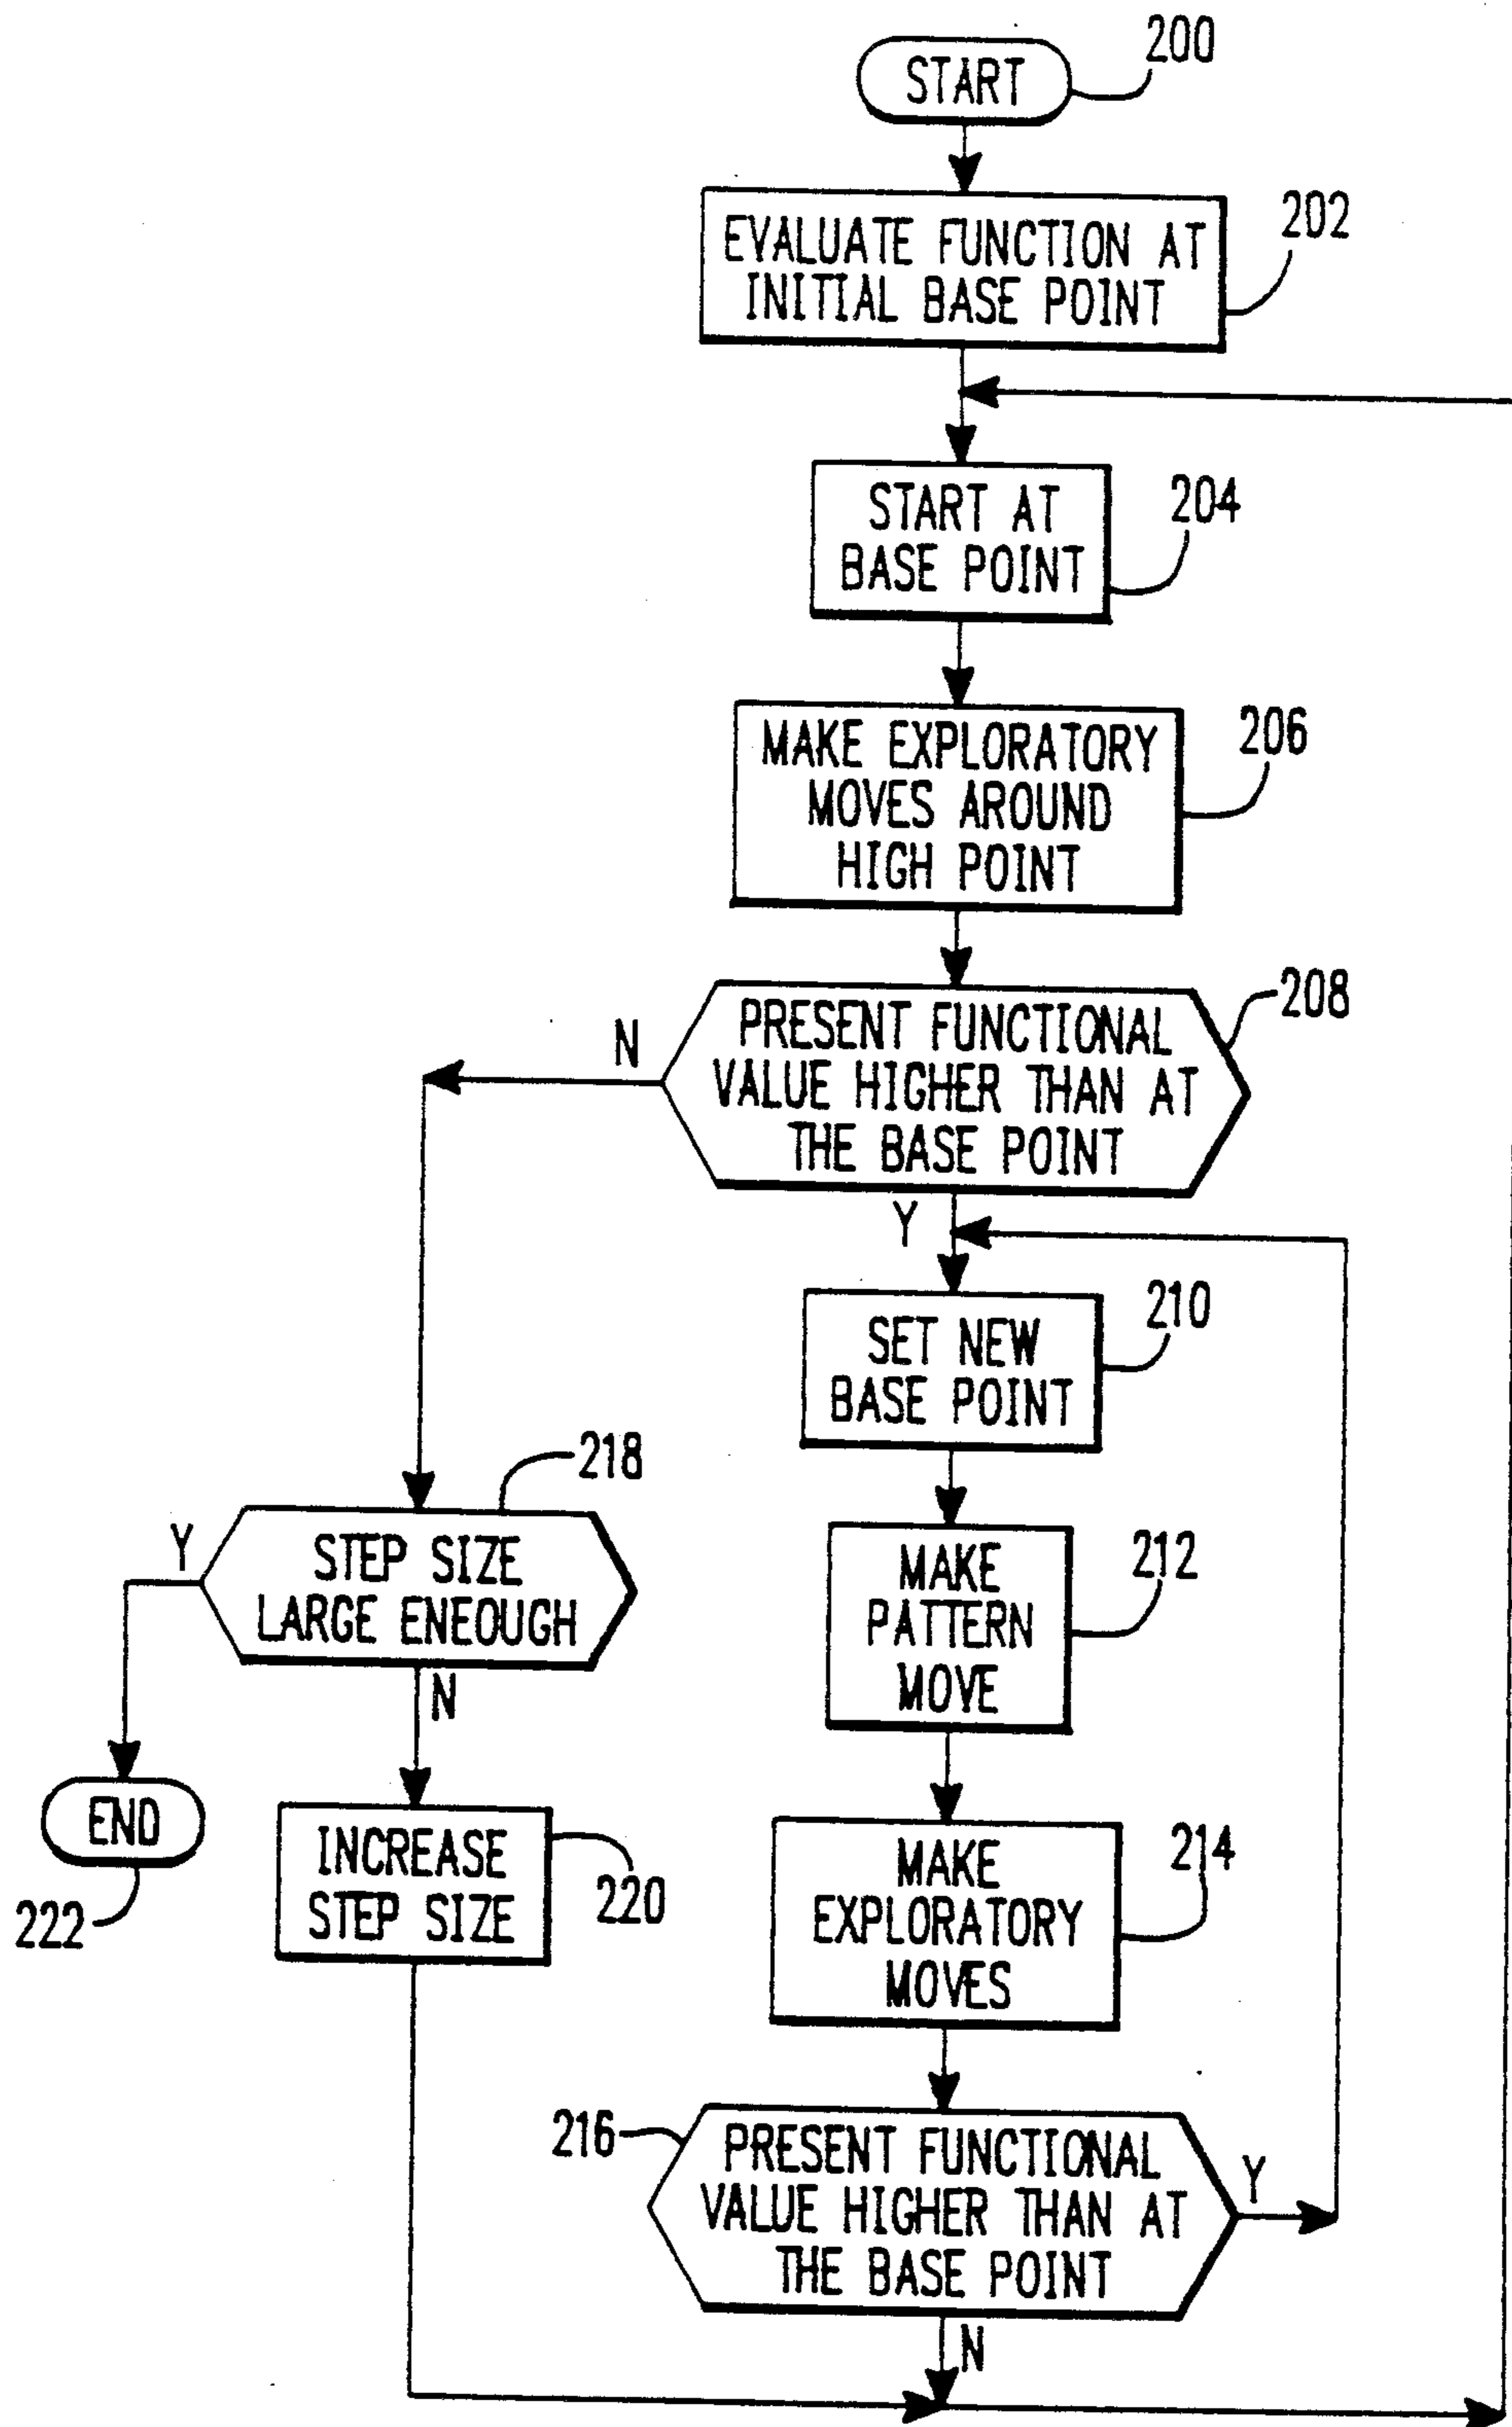 START
200
EVALUATE FUNCTION AT
INITIAL BASE POINT
202
START AT
BASE POINT
204
MAKE EXPLORATORY
MOVES AROUND
HIGH POINT
206
PRESENT FUNCTIONAL
VALUE HIGHER THAN AT
THE BASE POINT
208
N
Y
SET NEW
BASE POINT
210
218
STEP SIZE
LARGE ENEOUGH
Y
N
MAKE
PATTERN
MOVE
212
END
222
INCREASE
STEP SIZE
220
MAKE
EXPLORATORY
MOVES
214
216
PRESENT FUNCTIONAL
VALUE HIGHER THAN AT
THE BASE POINT
Y
N